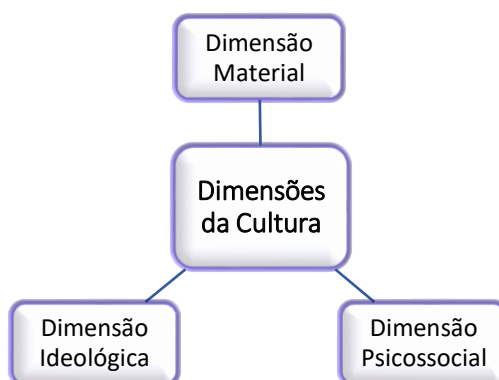 Dimensão
Material
Dimensões
da Cultura
Dimensão
Ideológica
Dimensão
Psicossocial